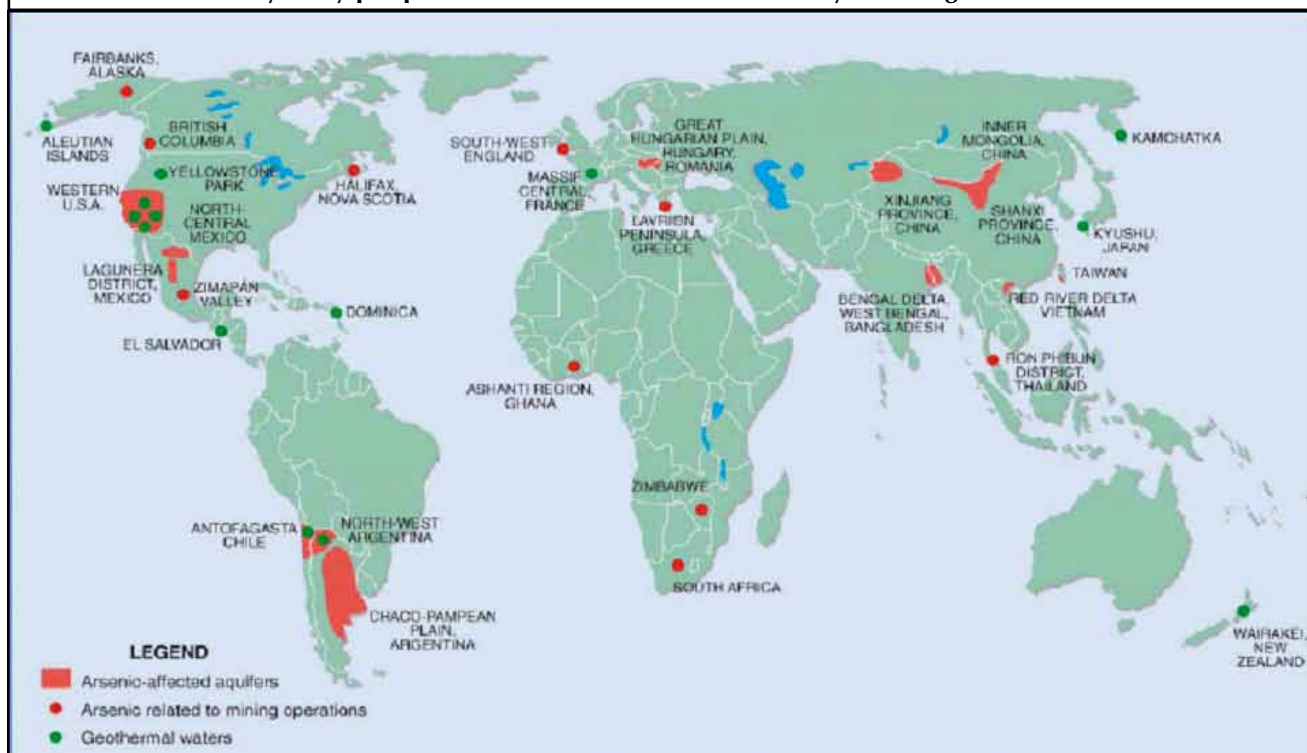 FAIRBANKS,
ALASKA
ALEUTIAN
ISLANDS
BRITISH
COLUMBIA
YELLOWSTONE
PARK
HALIFAX,
NOVA SCOTIA
WESTERN
U.S.A.
NORTH-
CENTRAL
MEXICO
LAGUNERA
DISTRICT,
MEXICO
ZIMAPÁN
VALLEY
DOMINICA
EL SALVADOR
SOUTH-WEST
ENGLAND
MASSIF
CENTRAL,
FRANCE
GREAT
HUNGARIAN PLAIN,
HUNGARY,
ROMANIA
LAVRION
PENINSULA,
GREECE
INNER
MONGOLIA,
CHINA
KAMCHATKA
XINJIANG
PROVINCE,
CHINA
SHANXI
PROVINCE,
CHINA
KYUSHU,
JAPAN
TAIWAN
BENGAL DELTA,
WEST BENGAL,
BANGLADESH
RED RIVER DELTA
VIETNAM
RON PHIBUN
DISTRICT,
THAILAND
ASHANTI REGION,
GHANA
ZIMBABWE
SOUTH AFRICA
ANTOFAGASTA
CHILE
NORTH-WEST
ARGENTINA
CHACO-PAMPEAN
PLAIN,
ARGENTINA
WAIRAKEI,
NEW
ZEALAND
LEGEND
Arsenic-affected aquifers
Arsenic related to mining operations
Geothermal waters